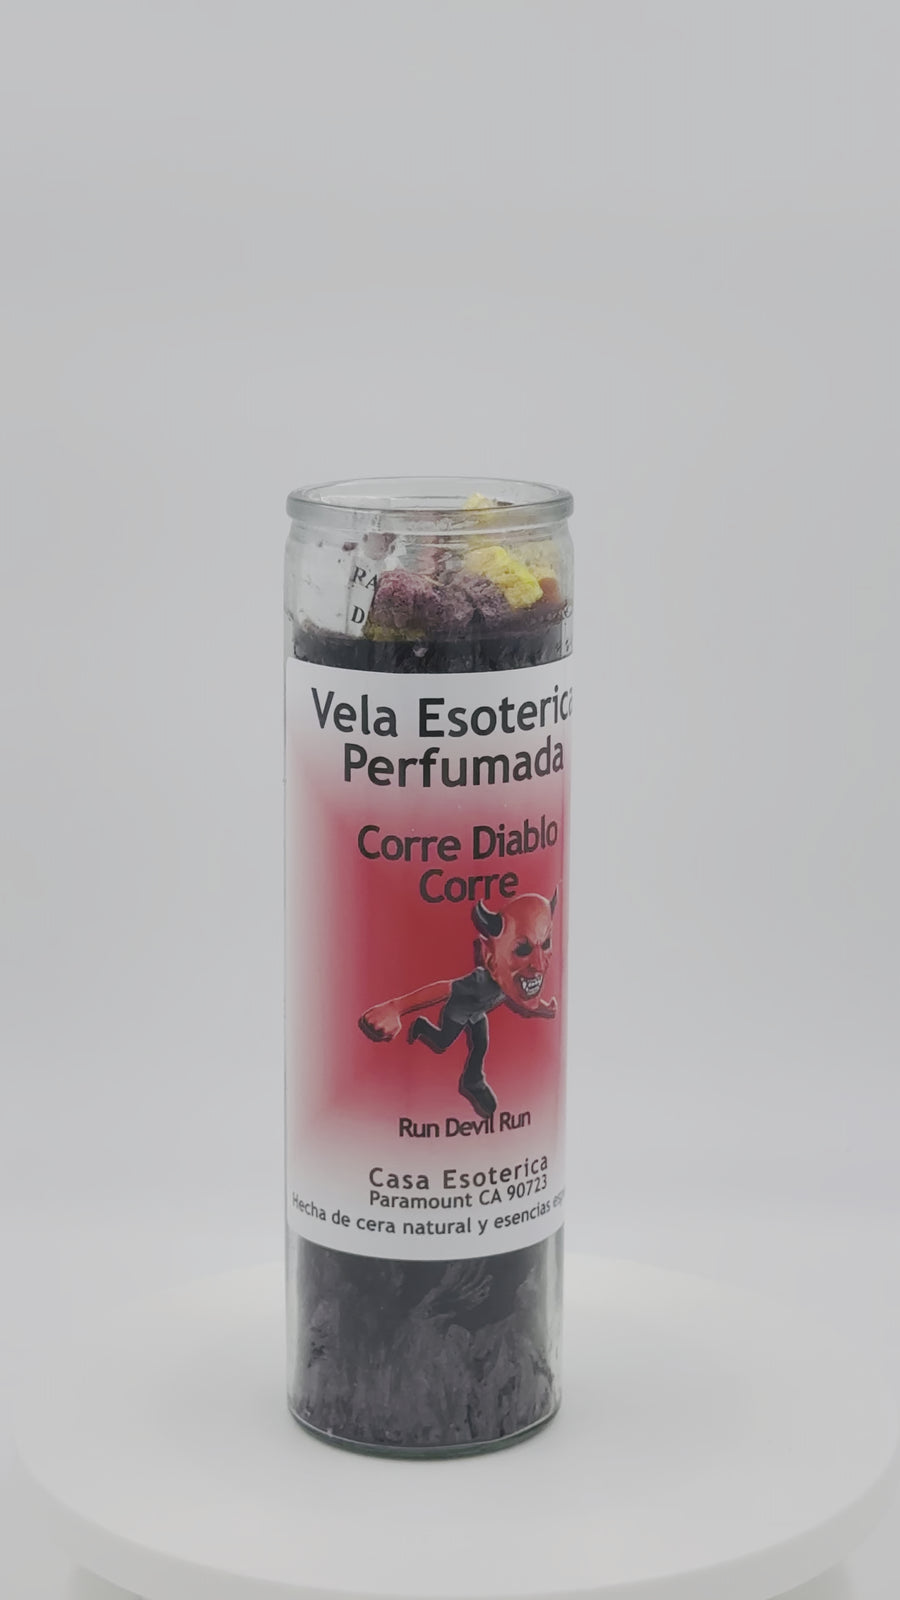 RA
D
Vela Esoterica
Perfumada
Corre Diablo
Corre
Run Devil Run
Casa Esoterica
Paramount CA 90723
Hecha de cera natural y esencias